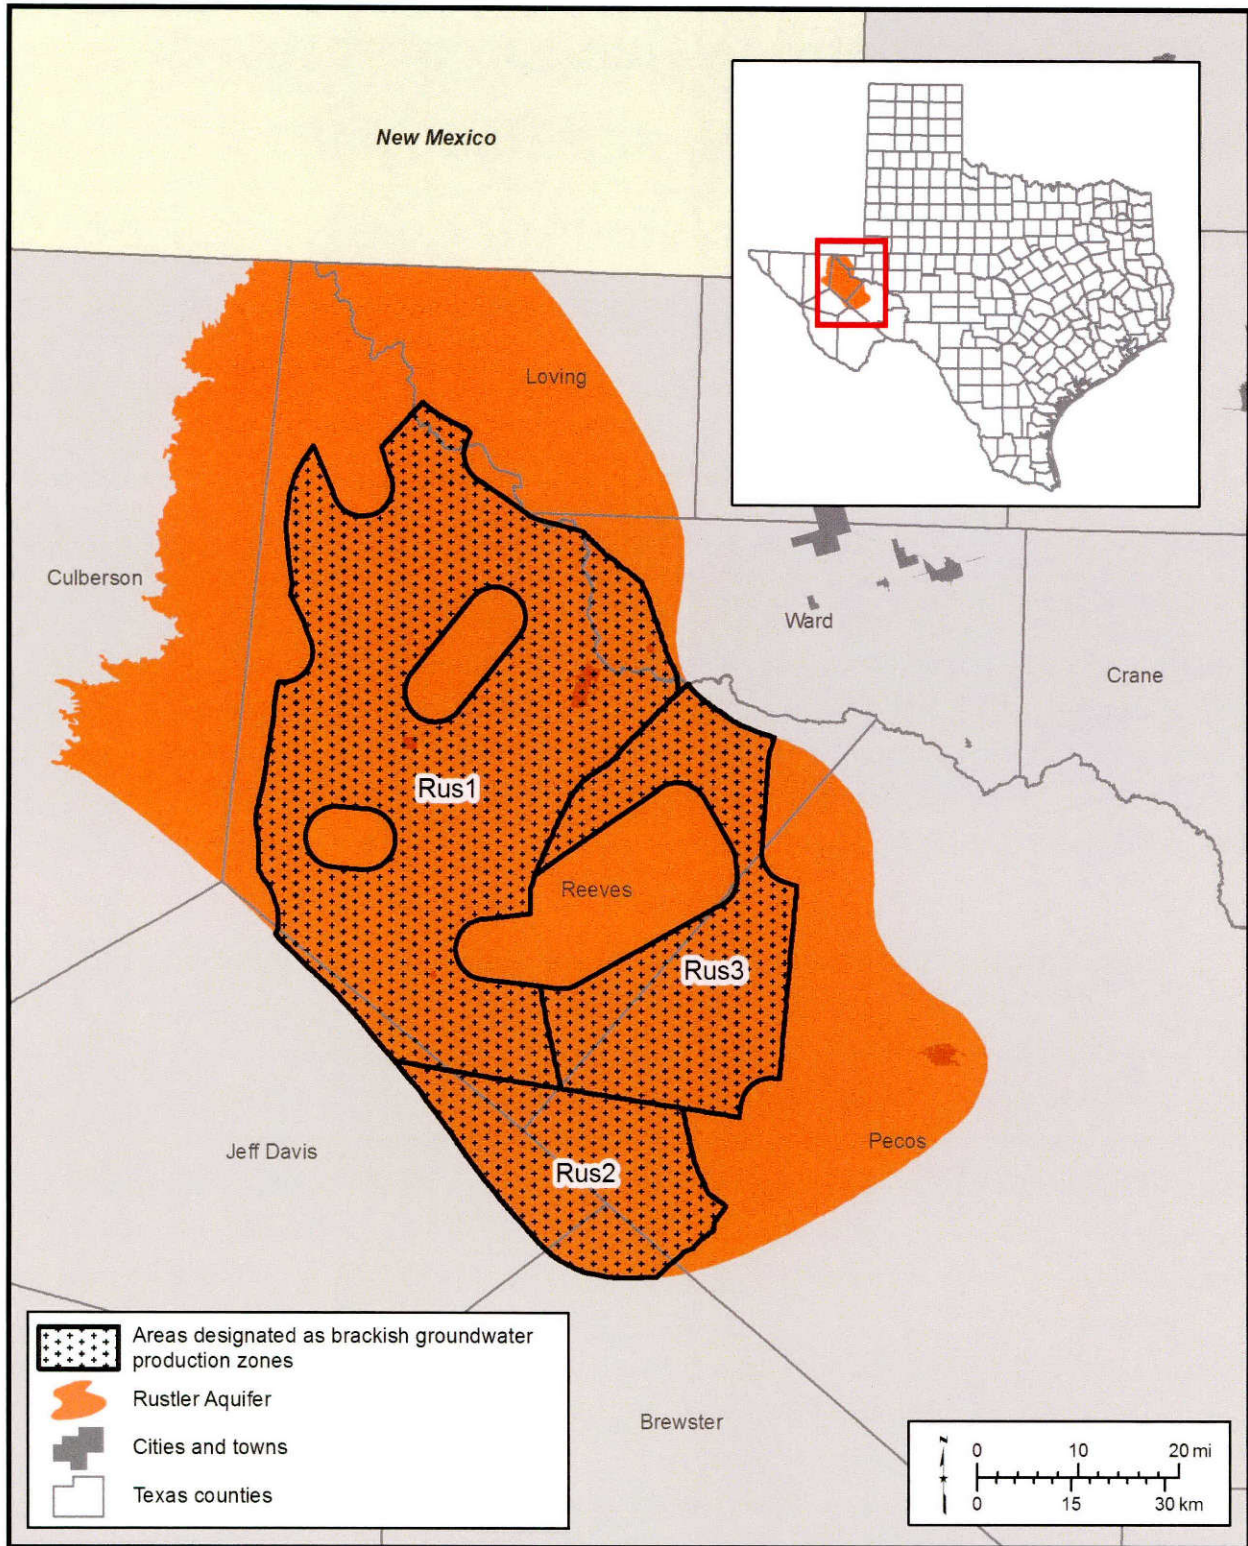 New Mexico
Loving
Culberson
Ward
Crane
Rus1
Reeves
Rus3
Jeff Davis
Pecos
Rus2
Areas designated as brackish groundwater
production zones
Rustler Aquifer
Cities and towns
Texas counties
Brewster
N
0 10 20 mi
0 15 30 km